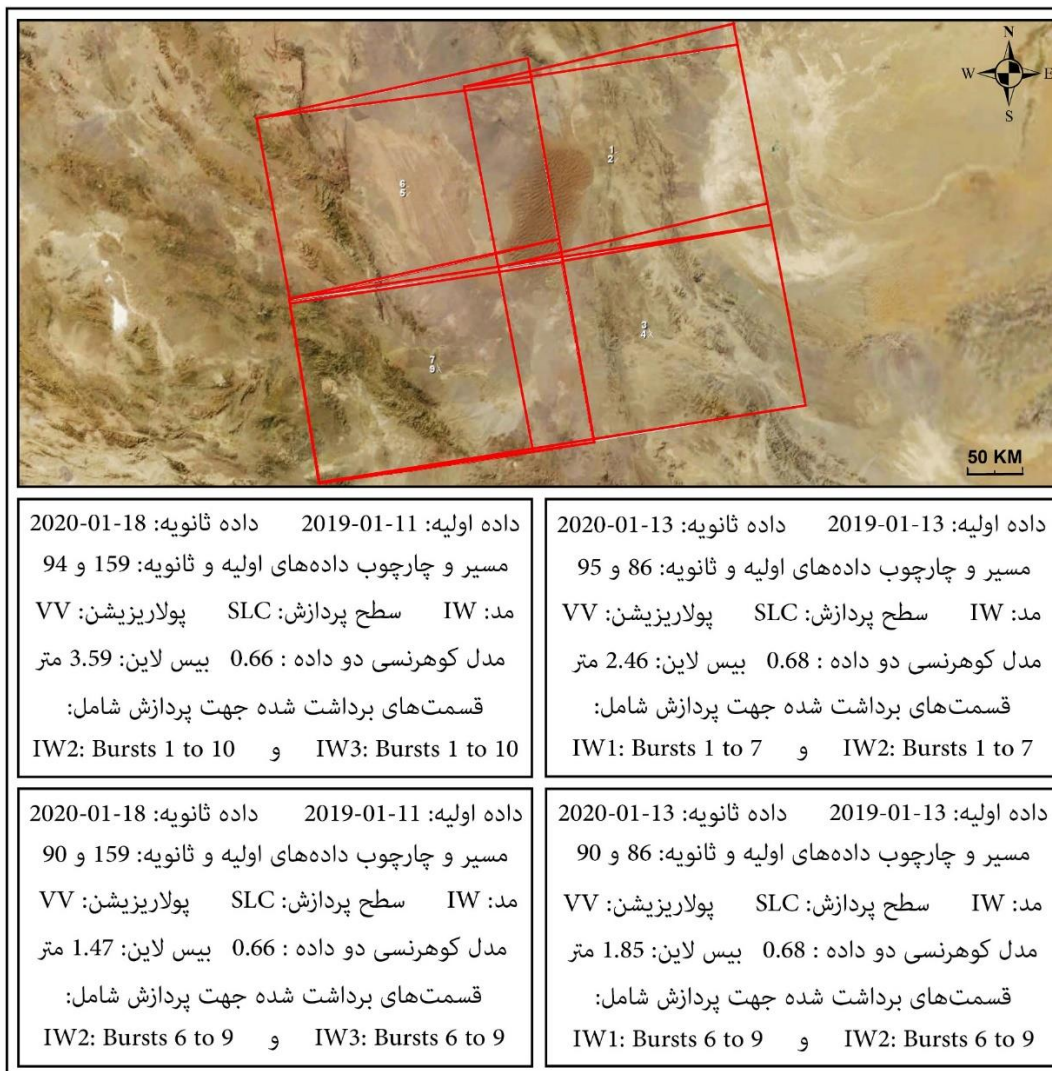 N
W E
S
1
2
6
5
3
4
7
9
50 KM
داده اولیه: 2019-01-13 داده ثانویه: 2020-01-13
مسیر و چارچوب داده‌های اولیه و ثانویه: 86 و 95
مد: IW سطح پردازش: SLC پولاریزیشن: VV
مدل کوهرنسی دو داده : 0.68 بیس لاین: 2.46 متر
قسمت‌های برداشت شده جهت پردازش شامل:
IW1: Bursts 1 to 7 و IW2: Bursts 1 to 7
داده اولیه: 2019-01-11 داده ثانویه: 2020-01-18
مسیر و چارچوب داده‌های اولیه و ثانویه: 159 و 94
مد: IW سطح پردازش: SLC پولاریزیشن: VV
مدل کوهرنسی دو داده : 0.66 بیس لاین: 3.59 متر
قسمت‌های برداشت شده جهت پردازش شامل:
IW2: Bursts 1 to 10 و IW3: Bursts 1 to 10
داده اولیه: 2019-01-13 داده ثانویه: 2020-01-13
مسیر و چارچوب داده‌های اولیه و ثانویه: 86 و 90
مد: IW سطح پردازش: SLC پولاریزیشن: VV
مدل کوهرنسی دو داده : 0.68 بیس لاین: 1.85 متر
قسمت‌های برداشت شده جهت پردازش شامل:
IW1: Bursts 6 to 9 و IW2: Bursts 6 to 9
داده اولیه: 2019-01-11 داده ثانویه: 2020-01-18
مسیر و چارچوب داده‌های اولیه و ثانویه: 159 و 90
مد: IW سطح پردازش: SLC پولاریزیشن: VV
مدل کوهرنسی دو داده : 0.66 بیس لاین: 1.47 متر
قسمت‌های برداشت شده جهت پردازش شامل:
IW2: Bursts 6 to 9 و IW3: Bursts 6 to 9